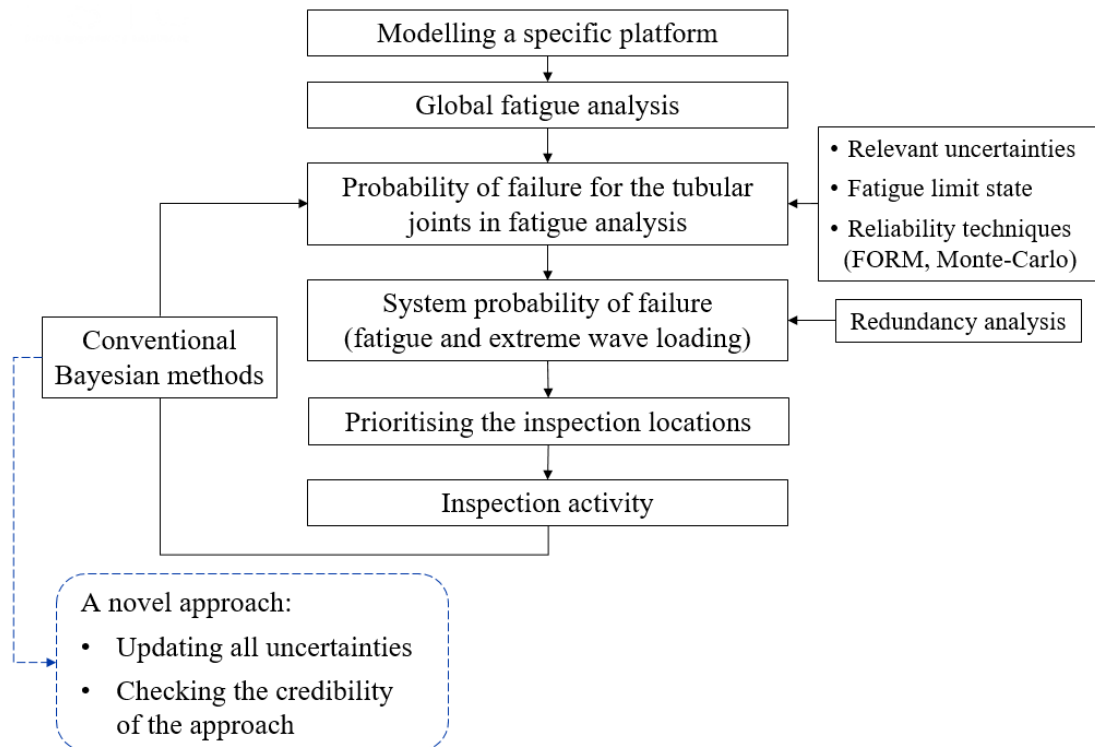 Modelling a specific platform
Global fatigue analysis
Probability of failure for the tubular
joints in fatigue analysis
• Relevant uncertainties
• Fatigue limit state
• Reliability techniques
(FORM, Monte-Carlo)
System probability of failure
(fatigue and extreme wave loading)
Redundancy analysis
Conventional
Bayesian methods
Prioritising the inspection locations
Inspection activity
A novel approach:
• Updating all uncertainties
• Checking the credibility
of the approach